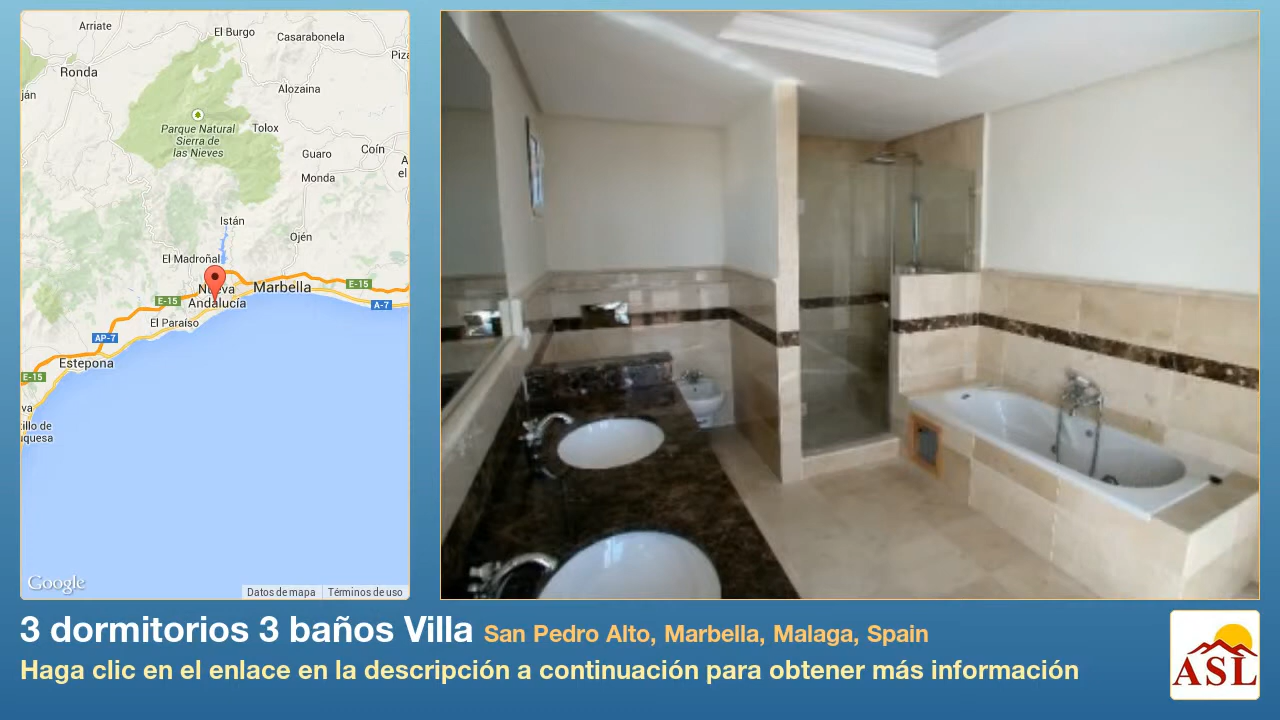 Arriate
El Burgo
Casarabonela
Ronda
Alozaina
Parque Natural
Sierra de
las Nieves
Tolox
Guaro
Coín
Monda
Istán
Ojén
El Madroñal
Nueva
Andalucía
Marbella
E-15
E-15
A-7
El Paraíso
AP-7
Estepona
E-15
Google
Datos de mapa
Términos de uso
3 dormitorios 3 baños Villa San Pedro Alto, Marbella, Malaga, Spain
Haga clic en el enlace en la descripción a continuación para obtener más información
ASL